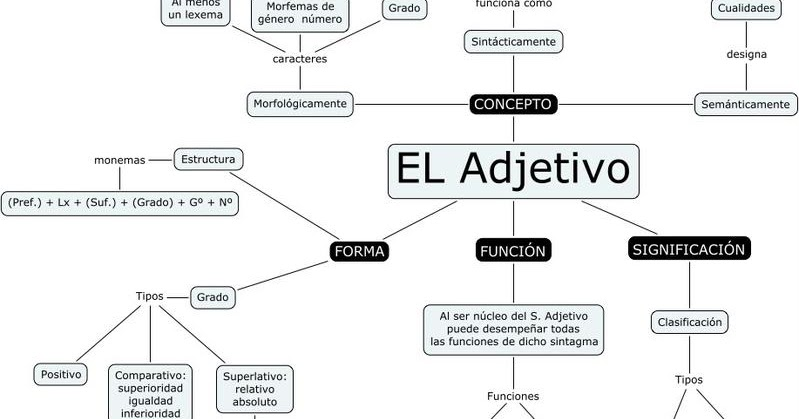 Al menos
un lexema
Morfemas de
género número
Grado
funciona como
Cualidades
Sintácticamente
caracteres
designa
Morfológicamente
CONCEPTO
Semánticamente
EL Adjetivo
monemas
Estructura
(Pref.) + Lx + (Suf.) + (Grado) + Gº + Nº
FORMA
FUNCIÓN
SIGNIFICACIÓN
Tipos
Grado
Al ser núcleo del S. Adjetivo
puede desempeñar todas
las funciones de dicho sintagma
Clasificación
Positivo
Comparativo:
superioridad
igualdad
inferioridad
Superlativo:
relativo
absoluto
Tipos
Funciones